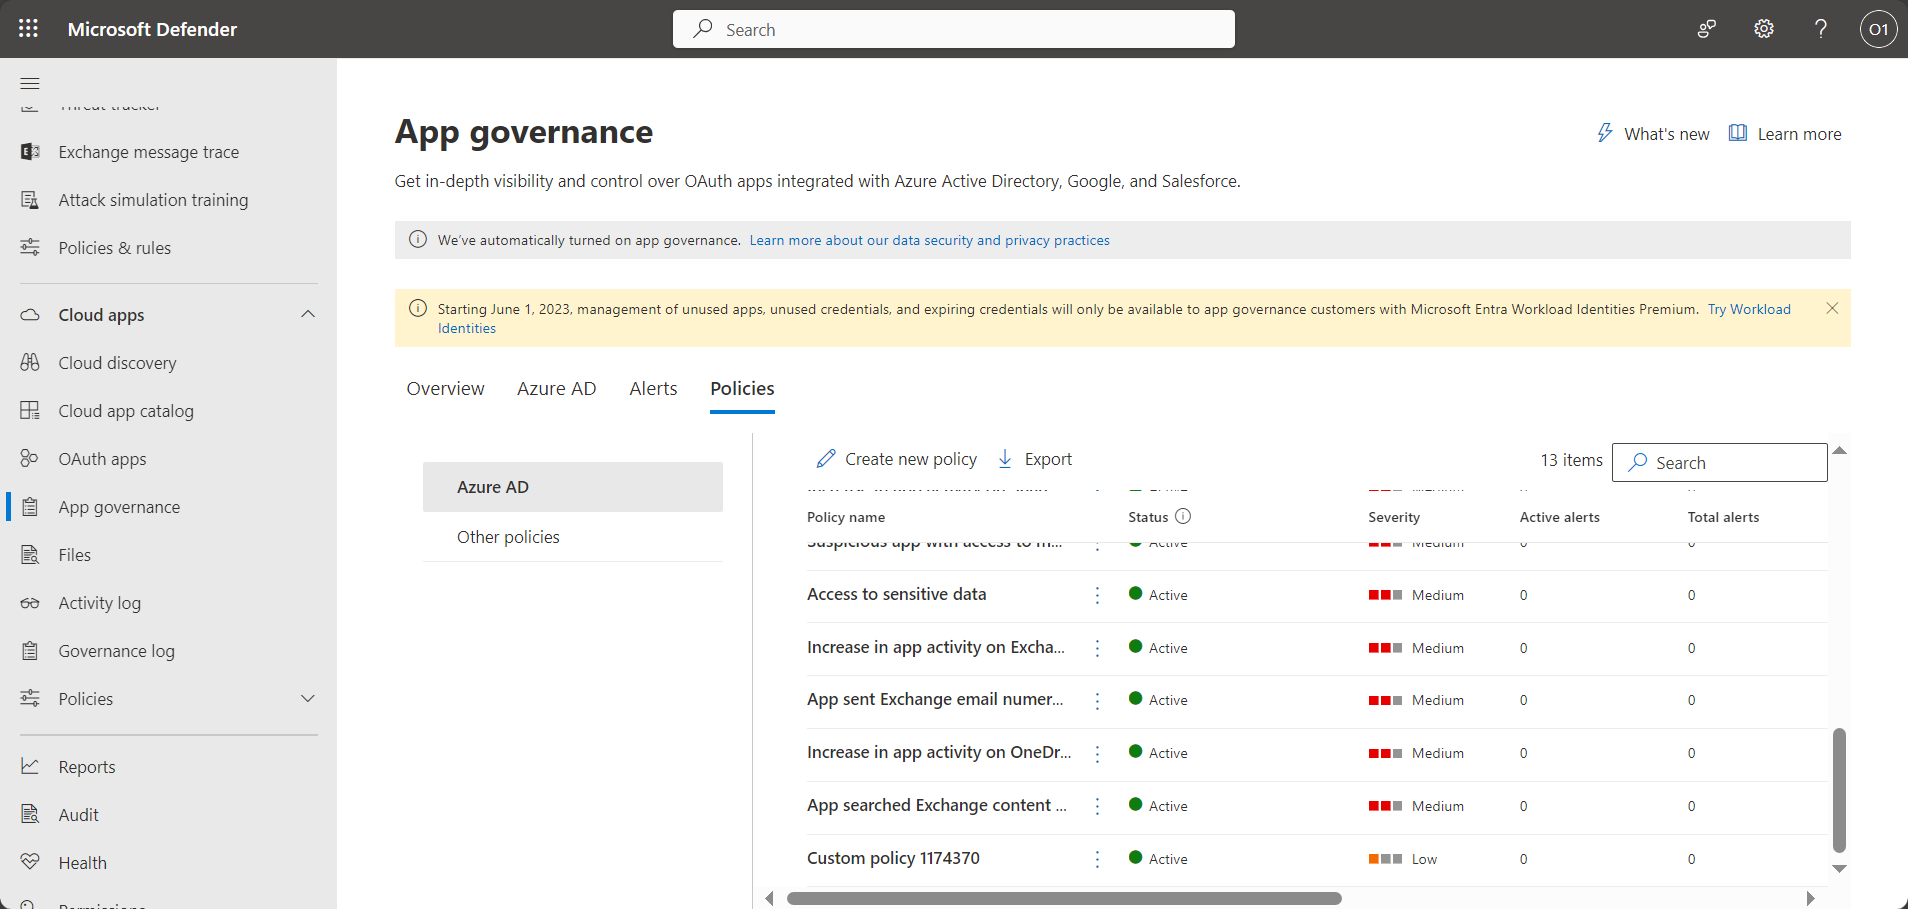 Microsoft Defender
Search
O1
Threat tracker
Exchange message trace
Attack simulation training
Policies & rules
Cloud apps
Cloud discovery
Cloud app catalog
OAuth apps
App governance
Files
Activity log
Governance log
Policies
Reports
Audit
Health
Permissions
App governance
What's new
Learn more
Get in-depth visibility and control over OAuth apps integrated with Azure Active Directory, Google, and Salesforce.
We've automatically turned on app governance. Learn more about our data security and privacy practices
Starting June 1, 2023, management of unused apps, unused credentials, and expiring credentials will only be available to app governance customers with Microsoft Entra Workload Identities Premium. Try Workload
Identities
Overview Azure AD Alerts Policies
Azure AD
Other policies
Create new policy Export 13 items Search
Policy name Status Severity Active alerts Total alerts
Suspicious app with access to m... Active Medium 0 0
Access to sensitive data Active Medium 0 0
Increase in app activity on Excha... Active Medium 0 0
App sent Exchange email numer... Active Medium 0 0
Increase in app activity on OneDr... Active Medium 0 0
App searched Exchange content ... Active Medium 0 0
Custom policy 1174370 Active Low 0 0